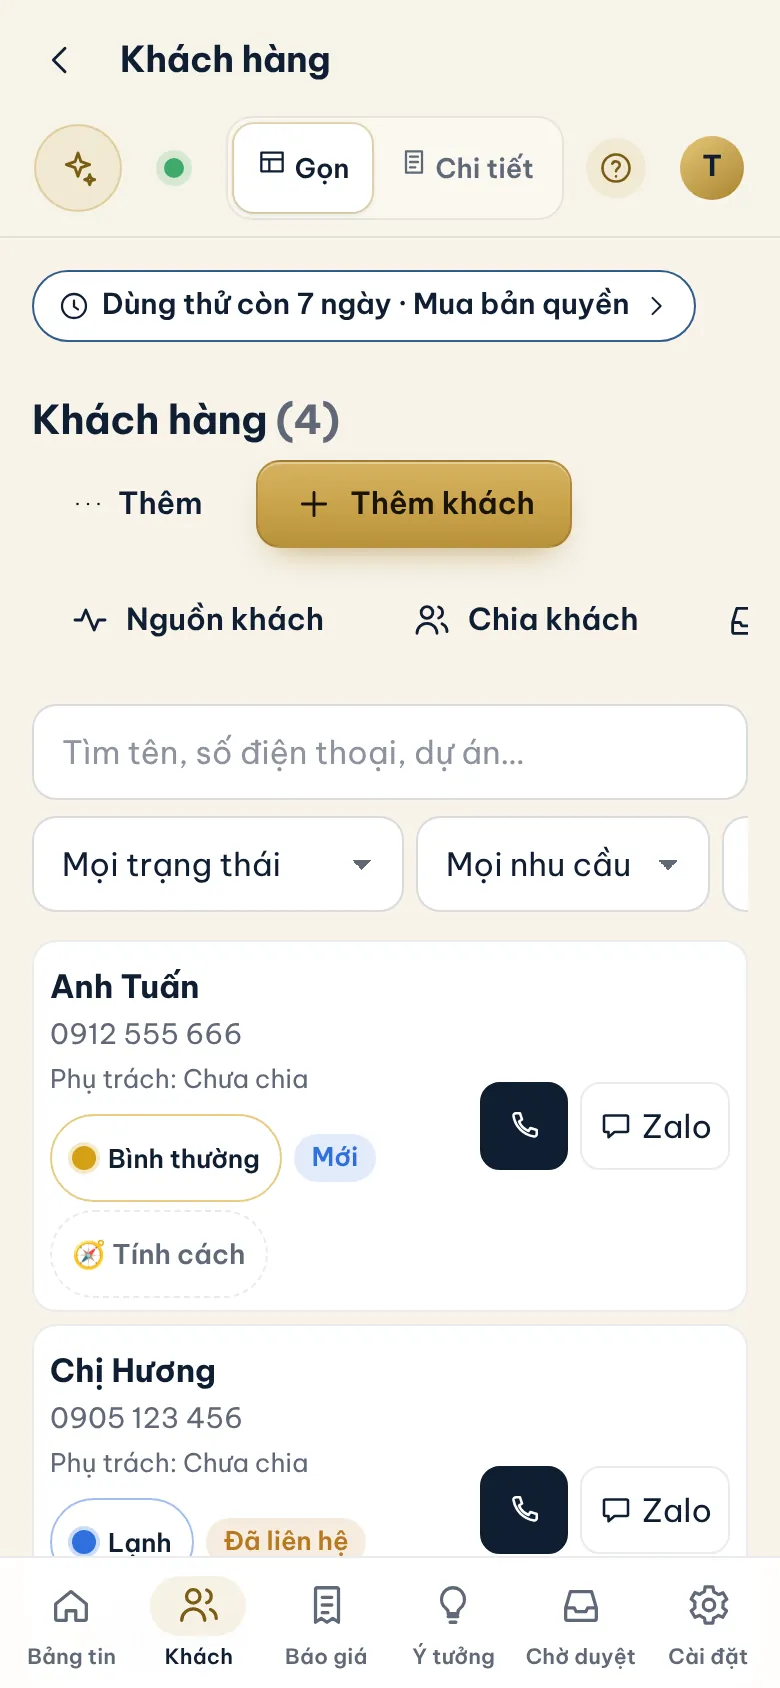 Khách hàng
Gọn
Chi tiết
T
Dùng thử còn 7 ngày · Mua bản quyền
Khách hàng (4)
··· Thêm
+ Thêm khách
Nguồn khách
Chia khách
Tìm tên, số điện thoại, dự án...
Mọi trạng thái
Mọi nhu cầu
Anh Tuấn
0912 555 666
Phụ trách: Chưa chia
Bình thường
Mới
Zalo
Tính cách
Chị Hương
0905 123 456
Phụ trách: Chưa chia
Lạnh
Đã liên hệ
Zalo
Bảng tin
Khách
Báo giá
Ý tưởng
Chờ duyệt
Cài đặt